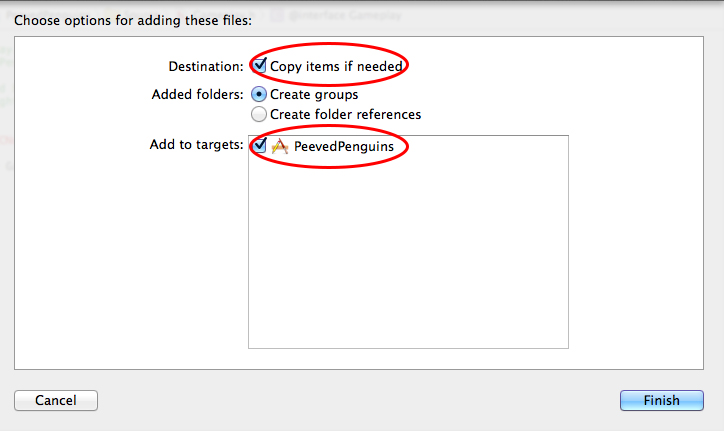 Choose options for adding these files:
Destination: Copy items if needed
Added folders: Create groups
Create folder references
Add to targets: PeevedPenguins
Cancel
Finish